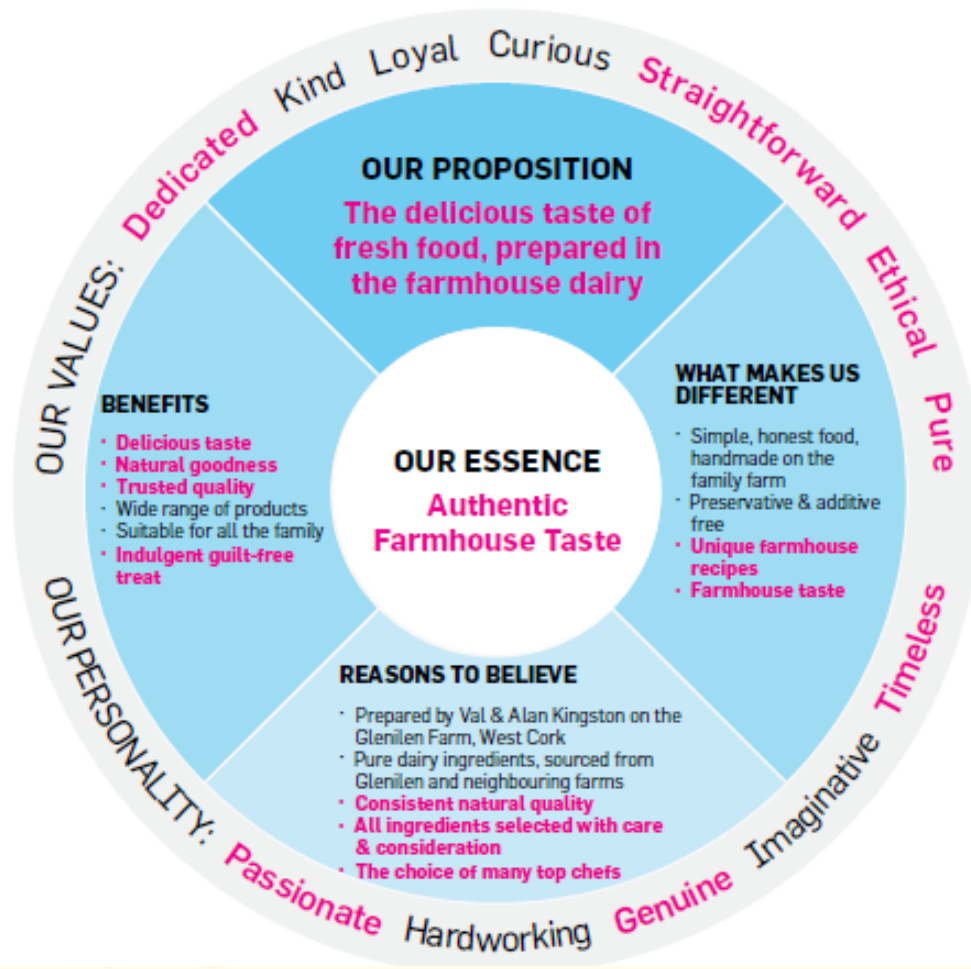 OUR VALUES: Dedicated Kind Loyal Curious Straightforward Ethical Pure
OUR PROPOSITION
The delicious taste of
fresh food, prepared in
the farmhouse dairy
BENEFITS
· Delicious taste
· Natural goodness
· Trusted quality
· Wide range of products
· Suitable for all the family
· Indulgent guilt-free
treat
OUR ESSENCE
Authentic
Farmhouse Taste
WHAT MAKES US
DIFFERENT
· Simple, honest food,
handmade on the
family farm
· Preservative & additive
free
· Unique farmhouse
recipes
· Farmhouse taste
REASONS TO BELIEVE
· Prepared by Val & Alan Kingston on the
Glenilen Farm, West Cork
· Pure dairy ingredients, sourced from
Glenilen and neighbouring farms
· Consistent natural quality
· All ingredients selected with care
& consideration
· The choice of many top chefs
OUR PERSONALITY: Passionate Hardworking Genuine Imaginative Timeless